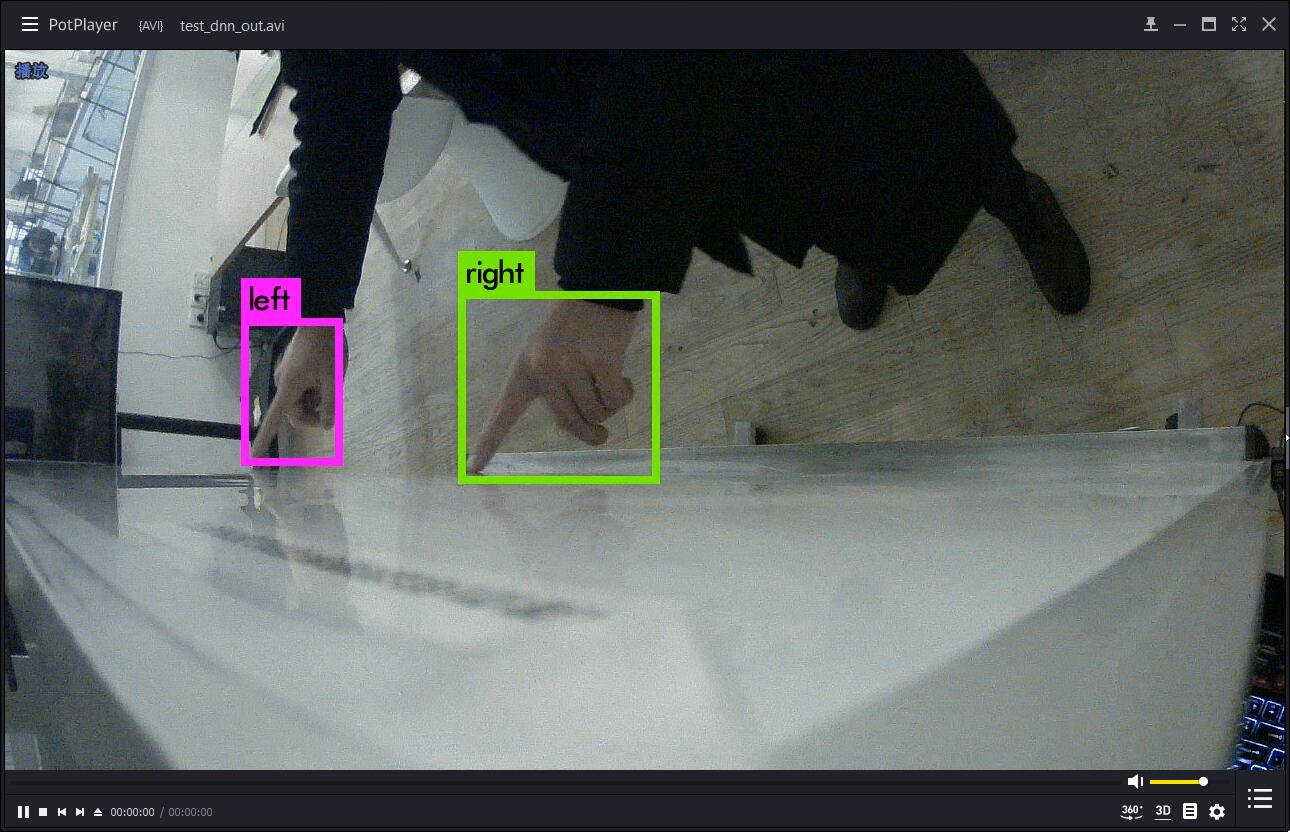 PotPlayer {AVI} test_dnn_out.avi
播放
right
left
00:00:00 / 00:00:00
360° 3D